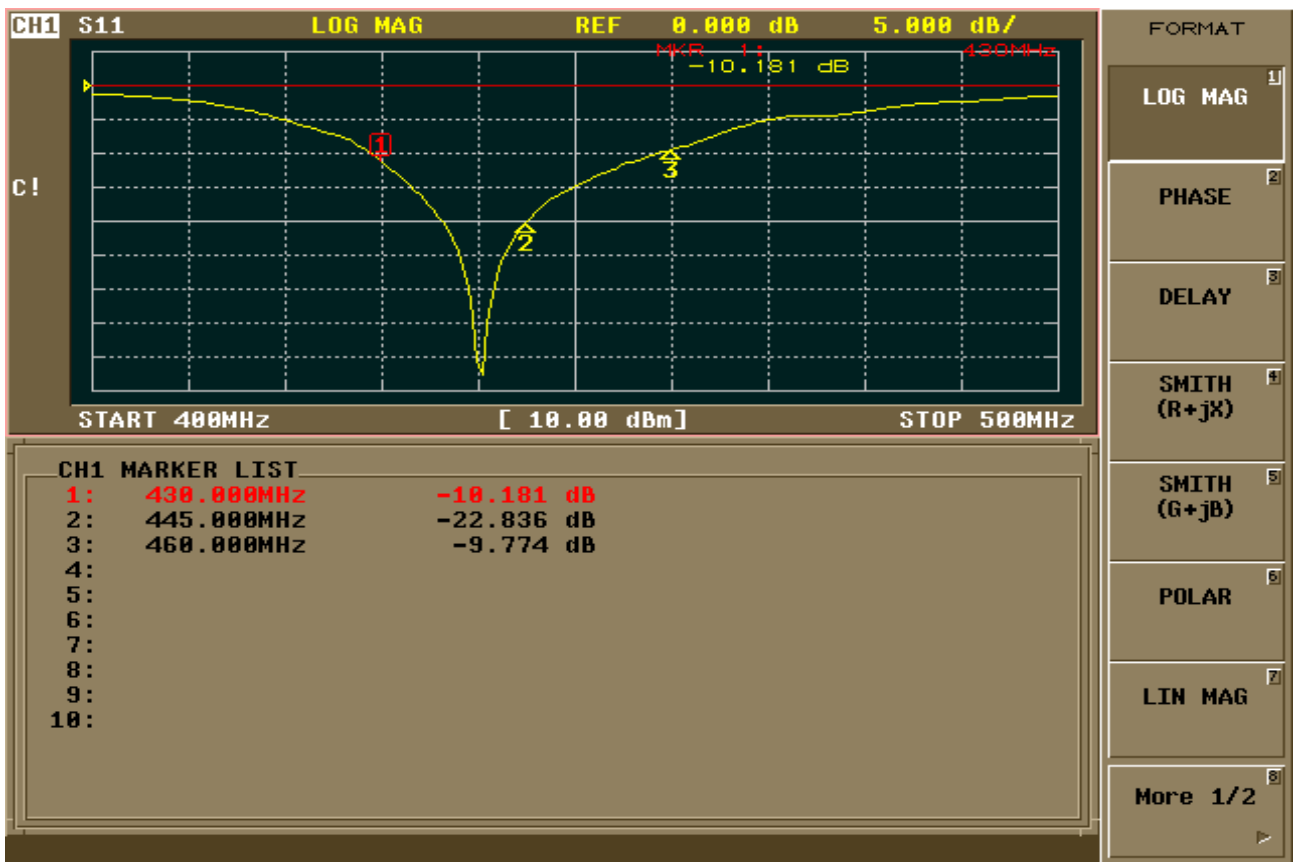 CH1 S11 LOG MAG REF 0.000 dB 5.000 dB/
MKR 1: 430MHz
-10.181 dB
1
2
3
C!
START 400MHz [ 10.00 dBm] STOP 500MHz
CH1 MARKER LIST
1: 430.000MHz -10.181 dB
2: 445.000MHz -22.836 dB
3: 460.000MHz -9.774 dB
4:
5:
6:
7:
8:
9:
10:
FORMAT
1
LOG MAG
2
PHASE
3
DELAY
4
SMITH
(R+jX)
5
SMITH
(G+jB)
6
POLAR
7
LIN MAG
8
More 1/2